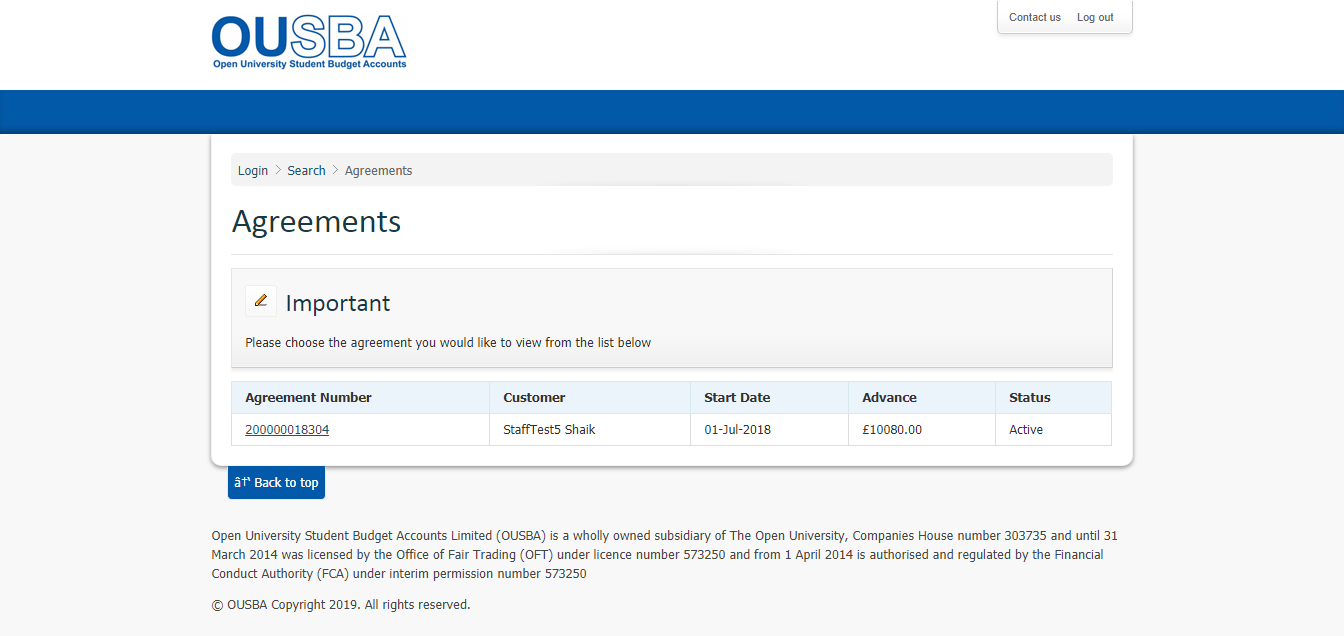 OUSBA
Open University Student Budget Accounts
Contact us Log out
Login Search Agreements
Agreements
Important
Please choose the agreement you would like to view from the list below
Agreement Number Customer Start Date Advance Status
200000018304 StaffTest5 Shaik 01-Jul-2018 £10080.00 Active
â†‘ Back to top
Open University Student Budget Accounts Limited (OUSBA) is a wholly owned subsidiary of The Open University, Companies House number 303735 and until 31
March 2014 was licensed by the Office of Fair Trading (OFT) under licence number 573250 and from 1 April 2014 is authorised and regulated by the Financial
Conduct Authority (FCA) under interim permission number 573250
© OUSBA Copyright 2019. All rights reserved.